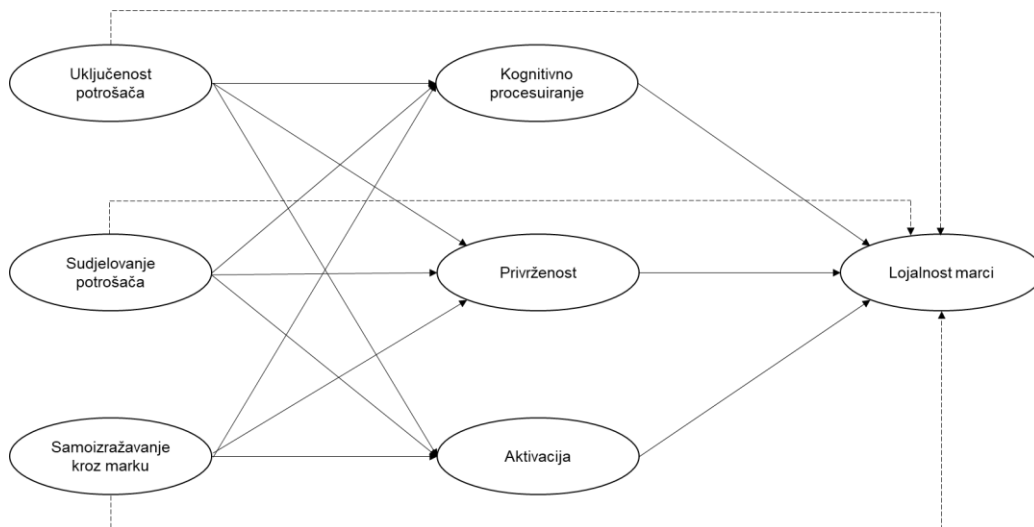 Uključenost
potrošača
Kognitivno
procesuiranje
Sudjelovanje
potrošača
Privrženost
Lojalnost marci
Samoizražavanje
kroz marku
Aktivacija